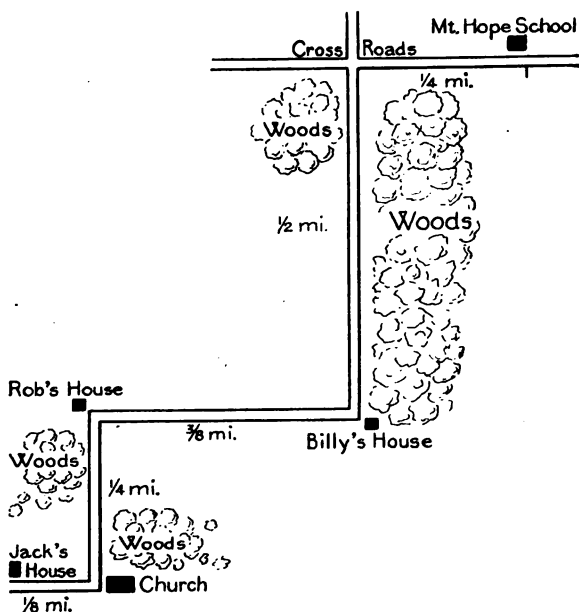 Mt. Hope School
Cross Roads
¼ mi.
Woods
Woods
½ mi.
Rob's House
⅜ mi.
Billy's House
Woods
¼ mi.
Woods
Jack's
House
Church
⅛ mi.